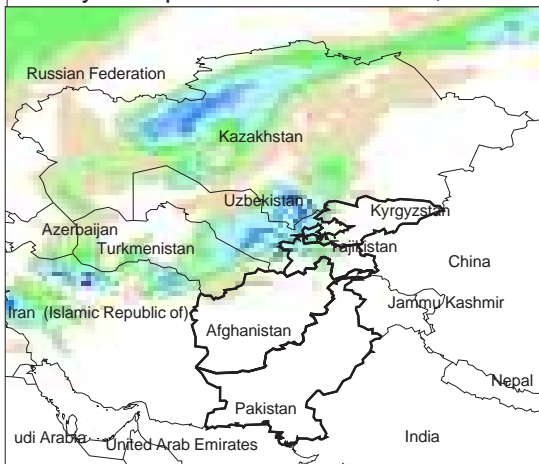 Russian Federation
Kazakhstan
Uzbekistan
Kyrgyzstan
Azerbaijan
Turkmenistan
Tajikistan
China
Jammu/Kashmir
Iran (Islamic Republic of)
Afghanistan
Nepal
Pakistan
udi Arabia
United Arab Emirates
India